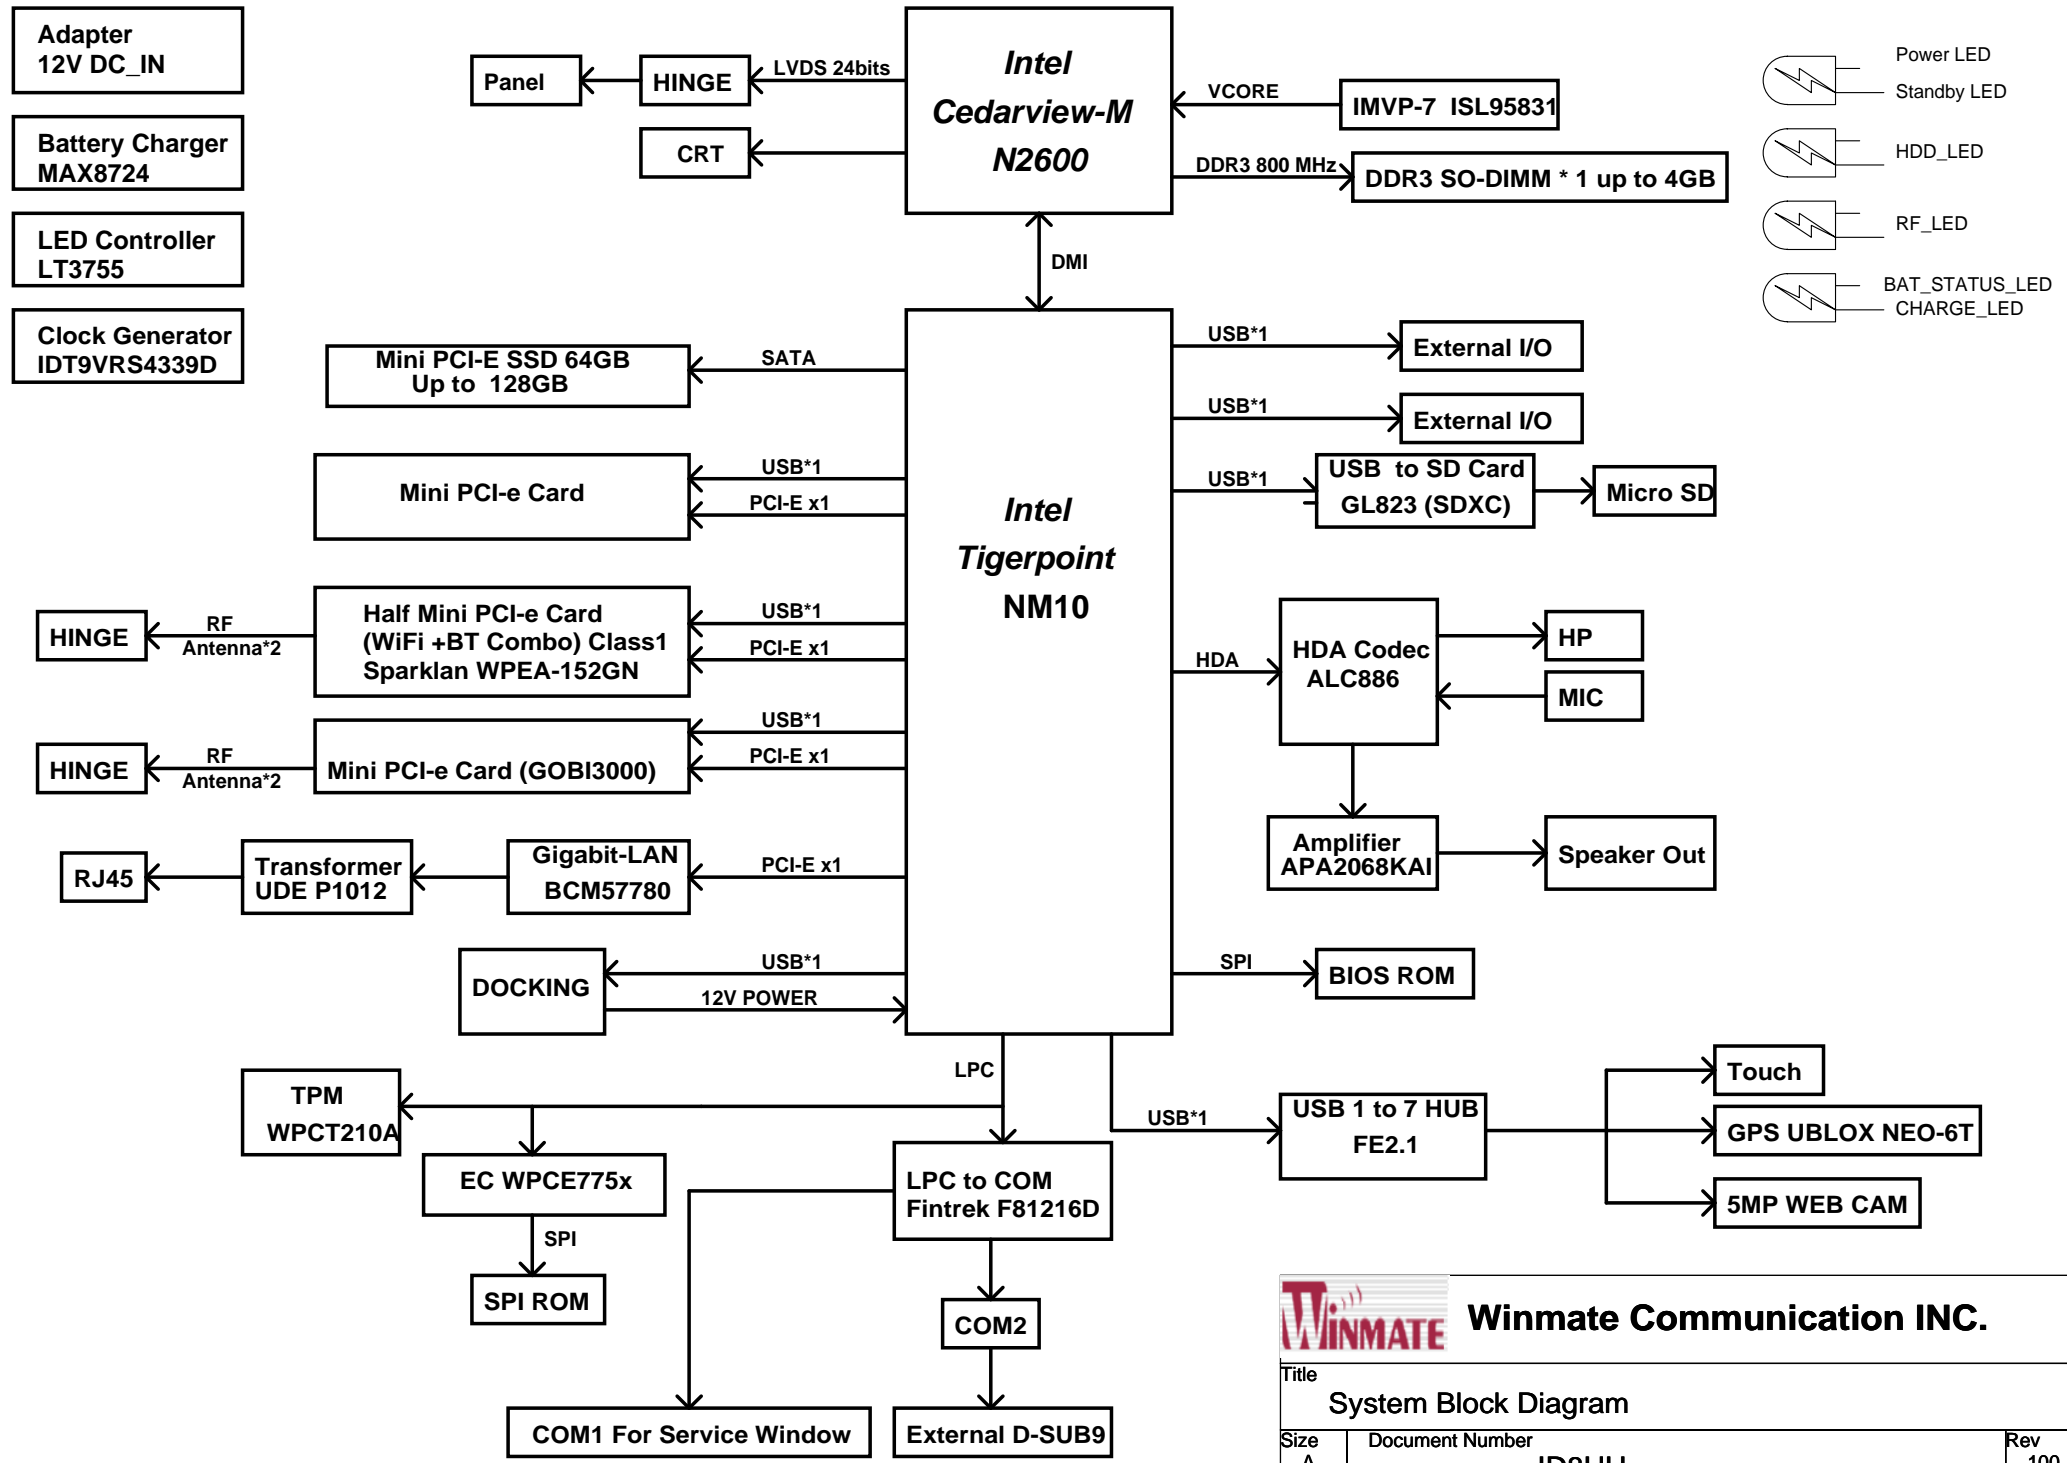 Adapter
12V DC_IN
Battery Charger
MAX8724
LED Controller
LT3755
Clock Generator
IDT9VRS4339D
Panel
HINGE
LVDS 24bits
CRT
Intel
Cedarview-M
N2600
VCORE
IMVP-7 ISL95831
DDR3 800 MHz
DDR3 SO-DIMM * 1 up to 4GB
Power LED
Standby LED
HDD_LED
RF_LED
BAT_STATUS_LED
CHARGE_LED
DMI
Mini PCI-E SSD 64GB
Up to 128GB
SATA
Mini PCI-e Card
USB*1
PCI-E x1
HINGE
RF
Antenna*2
Half Mini PCI-e Card
(WiFi +BT Combo) Class1
Sparklan WPEA-152GN
USB*1
PCI-E x1
HINGE
RF
Antenna*2
Mini PCI-e Card (GOBI3000)
USB*1
PCI-E x1
RJ45
Transformer
UDE P1012
Gigabit-LAN
BCM57780
PCI-E x1
DOCKING
USB*1
12V POWER
Intel
Tigerpoint
NM10
USB*1
External I/O
USB*1
External I/O
USB*1
USB to SD Card
GL823 (SDXC)
Micro SD
HDA
HDA Codec
ALC886
HP
MIC
Amplifier
APA2068KAI
Speaker Out
SPI
BIOS ROM
LPC
TPM
WPCT210A
EC WPCE775x
SPI
SPI ROM
LPC to COM
Fintrek F81216D
COM2
COM1 For Service Window
External D-SUB9
USB*1
USB 1 to 7 HUB
FE2.1
Touch
GPS UBLOX NEO-6T
5MP WEB CAM
WINMATE
Winmate Communication INC.
Title
System Block Diagram
Size
Document Number
Rev
A
100